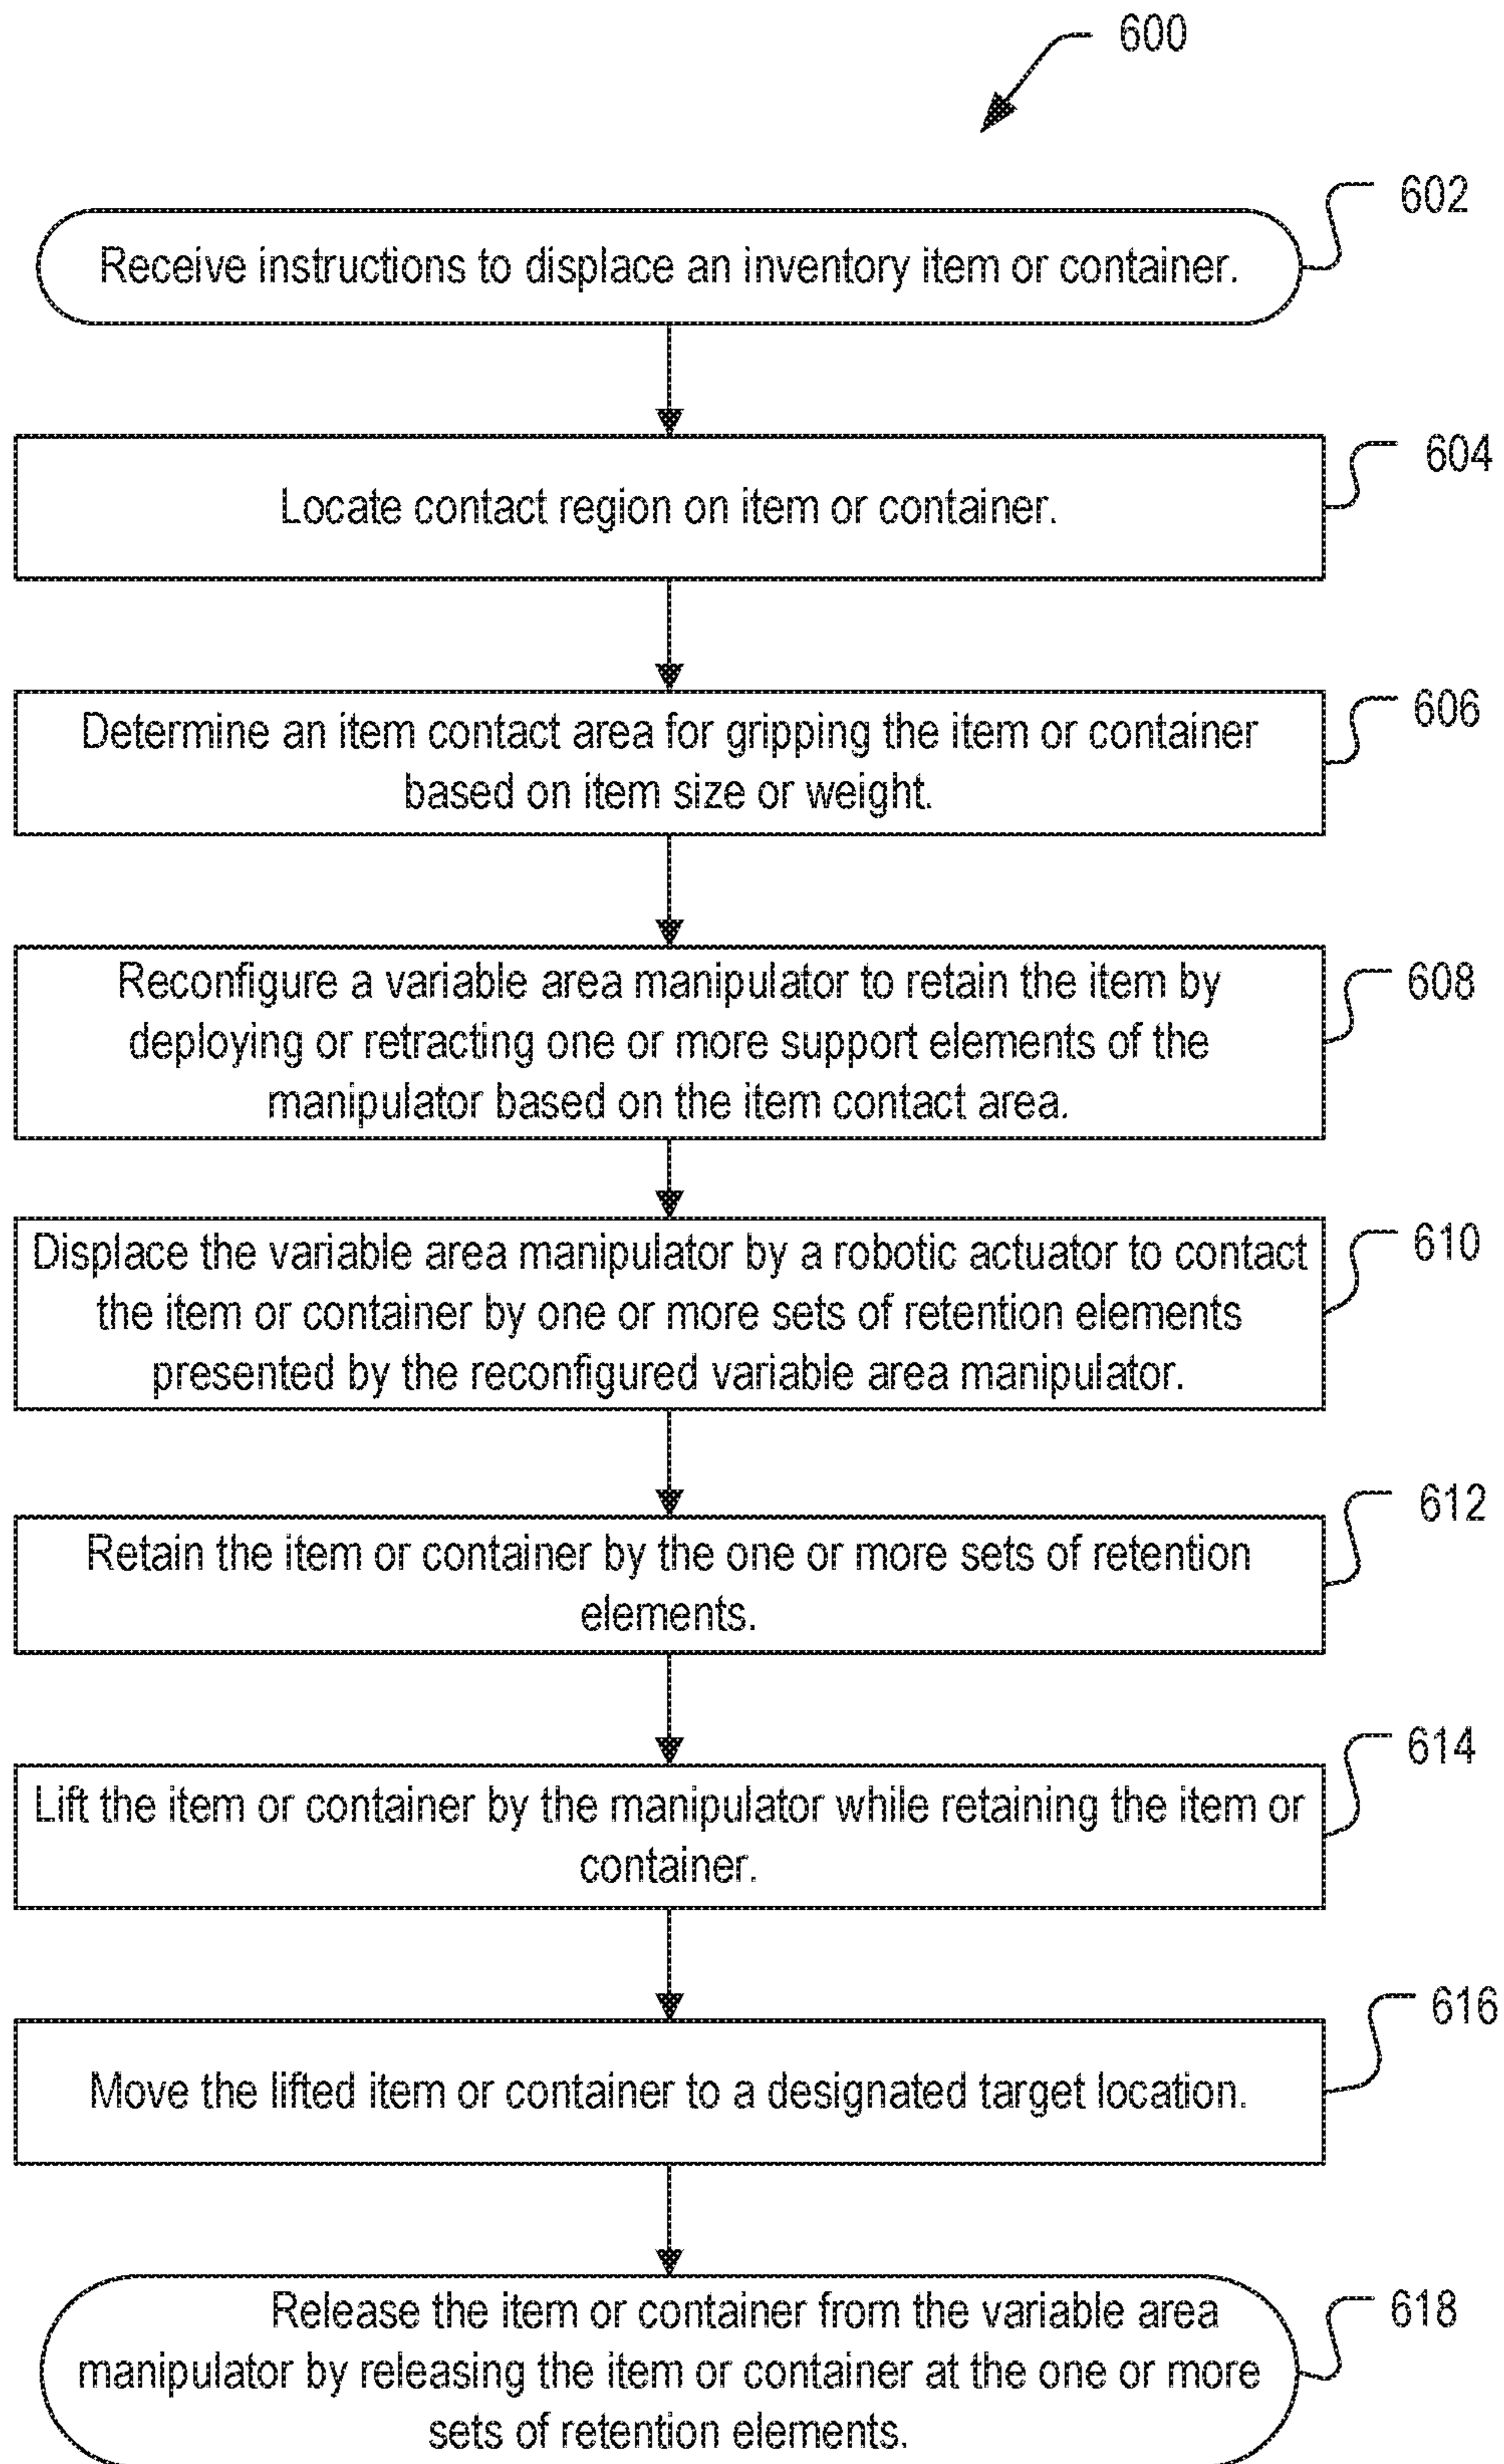 600
602
Receive instructions to displace an inventory item or container.
604
Locate contact region on item or container.
606
Determine an item contact area for gripping the item or container
based on item size or weight.
608
Reconfigure a variable area manipulator to retain the item by
deploying or retracting one or more support elements of the
manipulator based on the item contact area.
610
Displace the variable area manipulator by a robotic actuator to contact
the item or container by one or more sets of retention elements
presented by the reconfigured variable area manipulator.
612
Retain the item or container by the one or more sets of retention
elements.
614
Lift the item or container by the manipulator while retaining the item or
container.
616
Move the lifted item or container to a designated target location.
618
Release the item or container from the variable area
manipulator by releasing the item or container at the one or more
sets of retention elements.